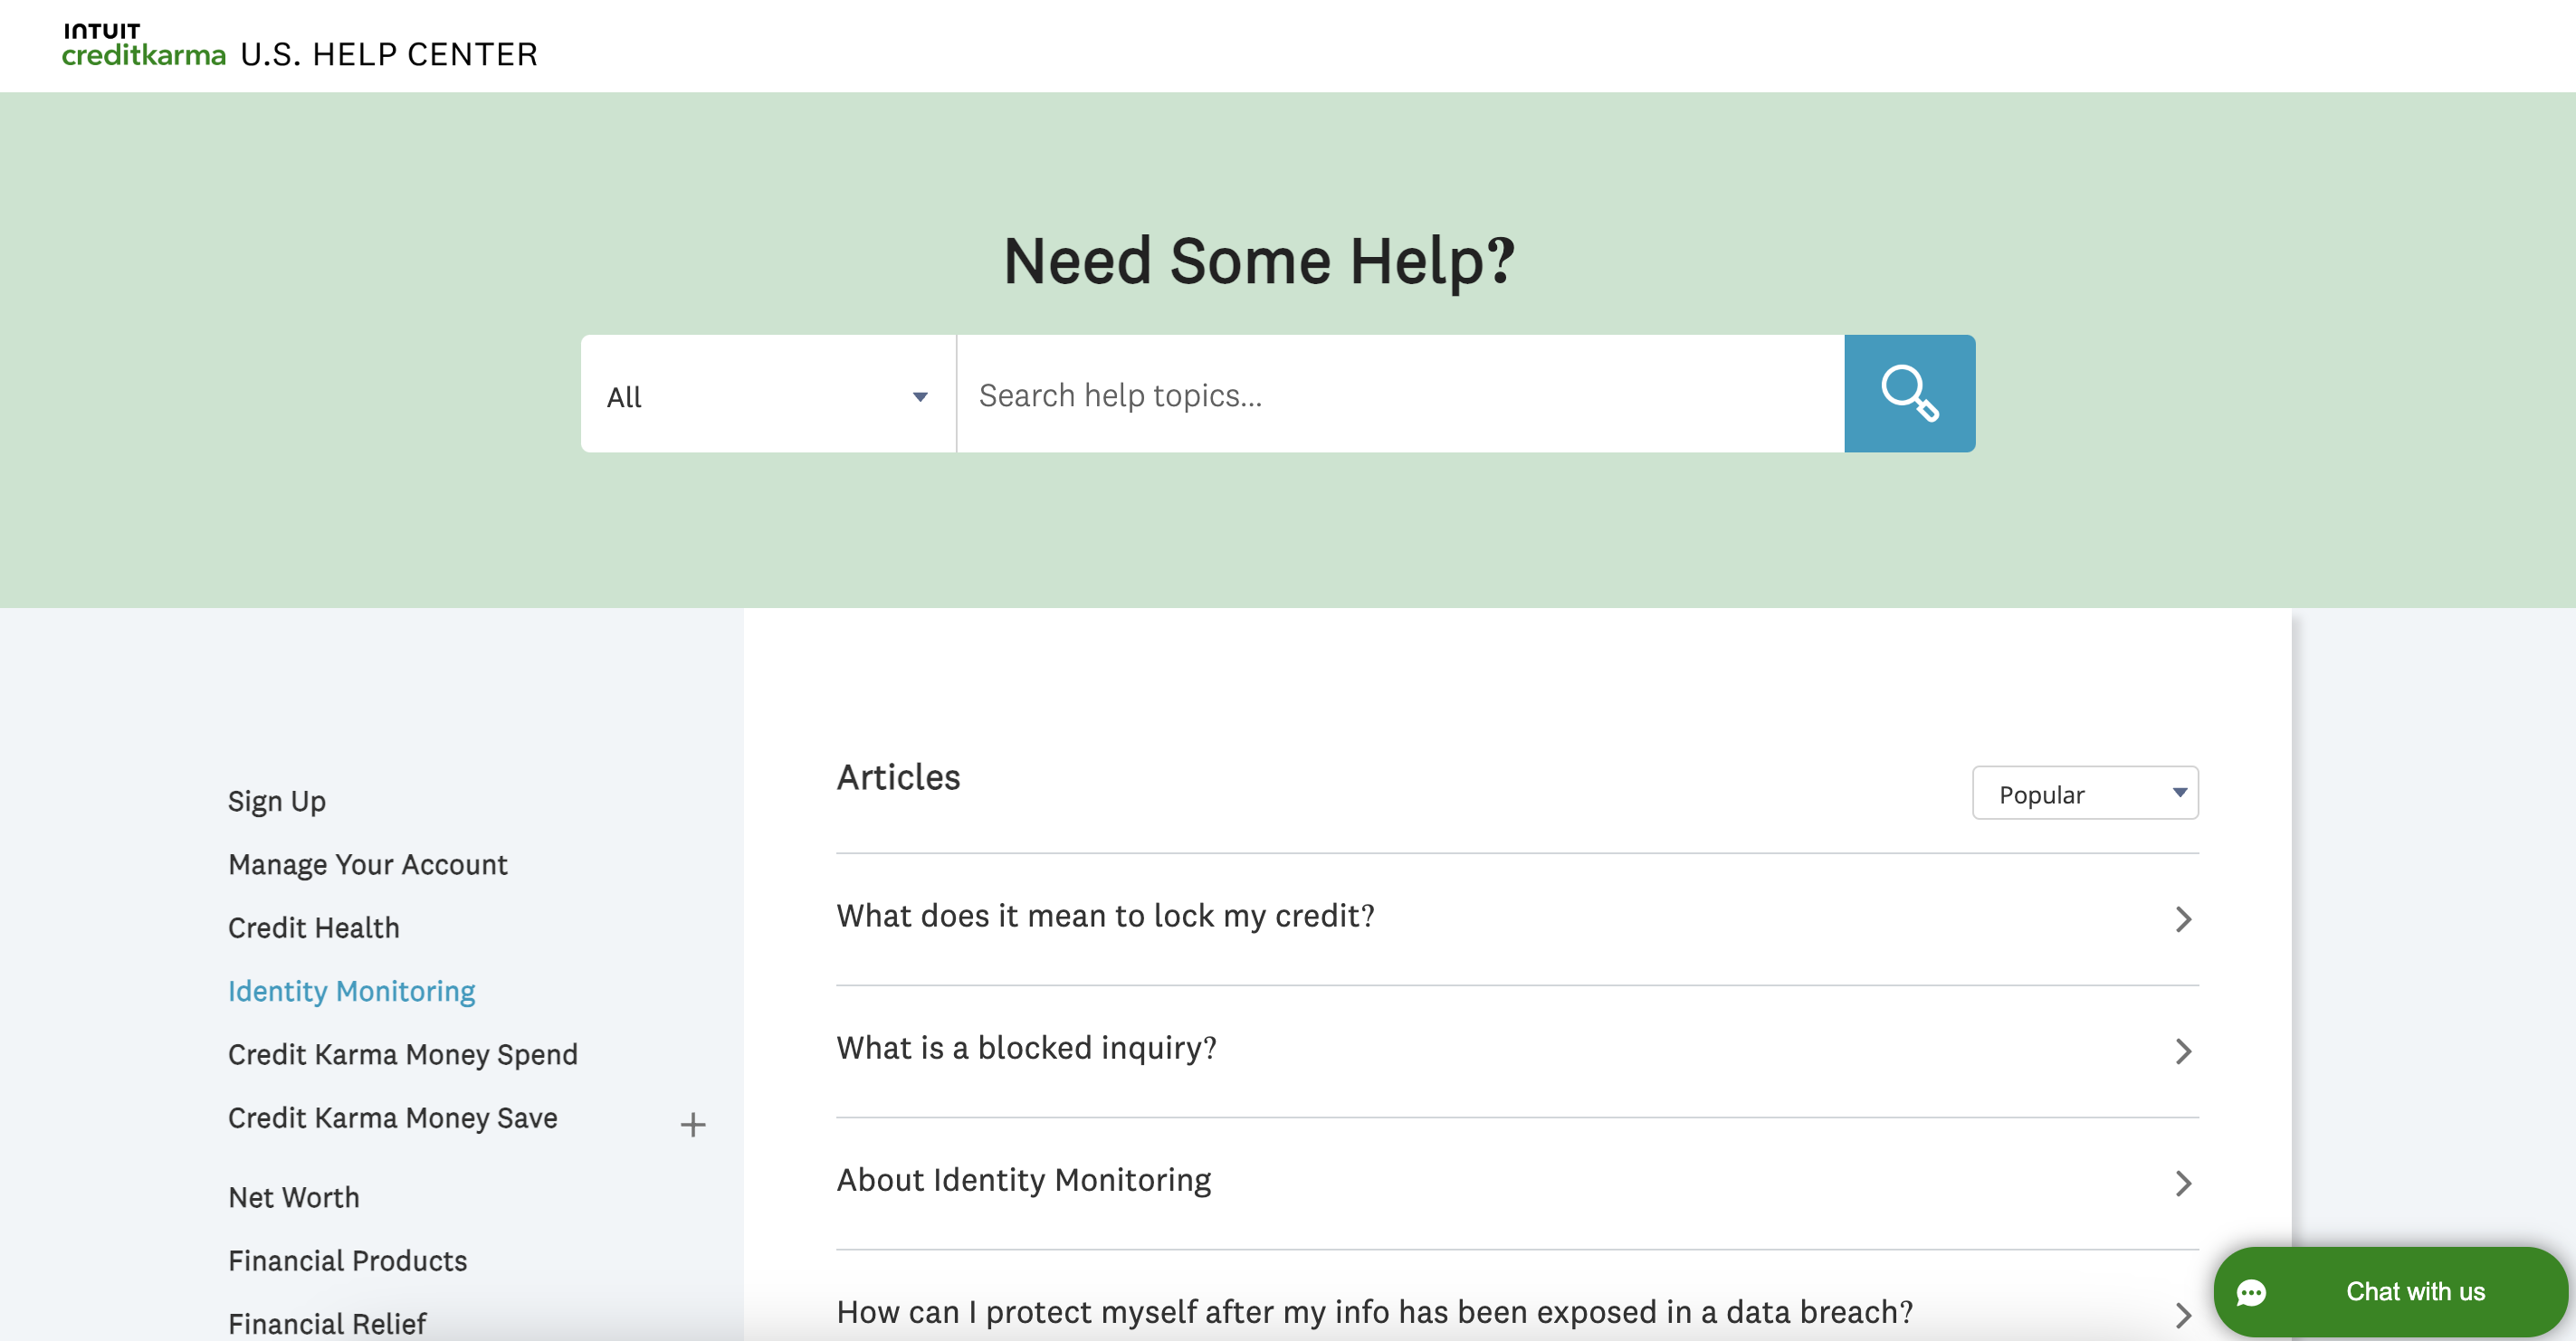 INTUIT
creditkarma U.S. HELP CENTER
Need Some Help?
All
Search help topics...
Sign Up
Manage Your Account
Credit Health
Identity Monitoring
Credit Karma Money Spend
Credit Karma Money Save
Net Worth
Financial Products
Financial Relief
Articles
Popular
What does it mean to lock my credit?
What is a blocked inquiry?
About Identity Monitoring
How can I protect myself after my info has been exposed in a data breach?
Chat with us